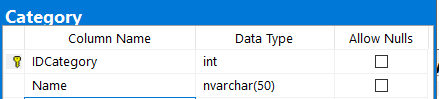 Category
Column Name Data Type Allow Nulls
IDCategory int
Name nvarchar(50)